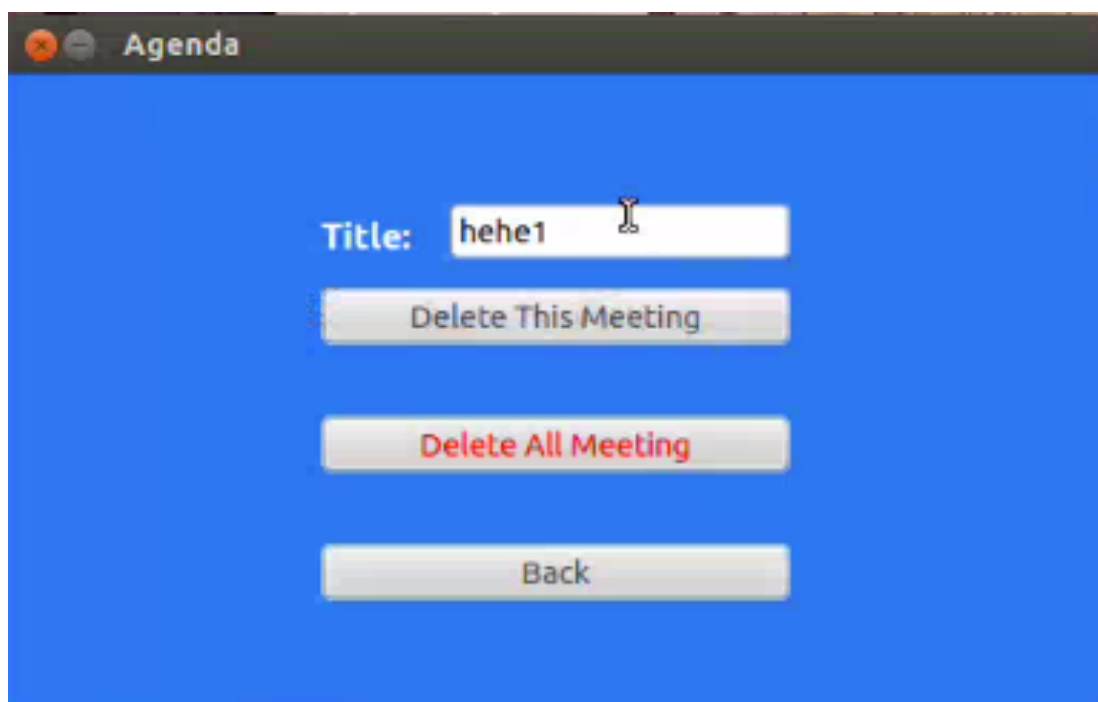 Agenda
Title: hehe1
Delete This Meeting
Delete All Meeting
Back